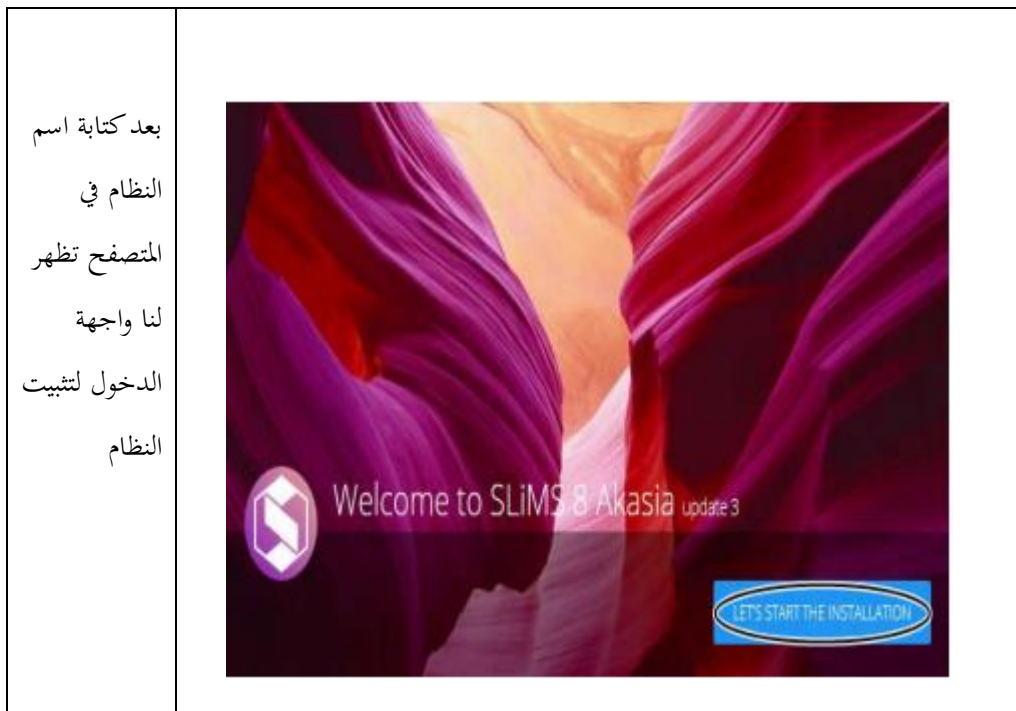 بعد كتابة اسم
النظام في
المتصفح تظهر
لنا واجهة
الدخول لتثبيت
النظام
Welcome to SLiMS 8 Akasia update 3
LET'S START THE INSTALLATION